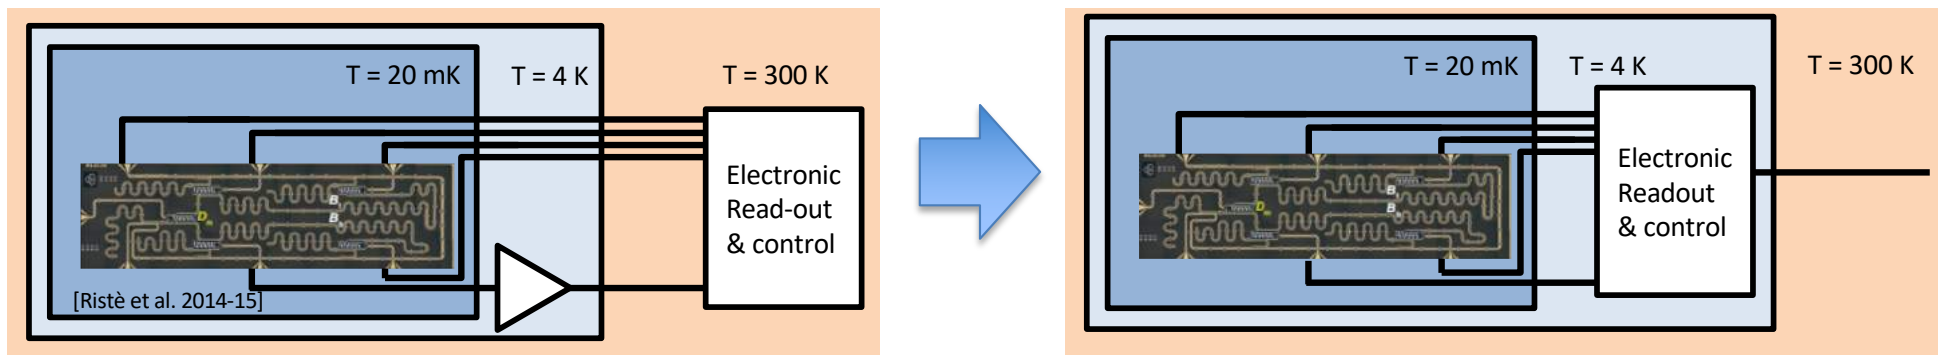 T = 20 mK
T = 4 K
T = 300 K
Electronic
Read-out
& control
[Ristè et al. 2014-15]
D
B
B
T = 20 mK
T = 4 K
T = 300 K
Electronic
Readout
& control
D
B
B